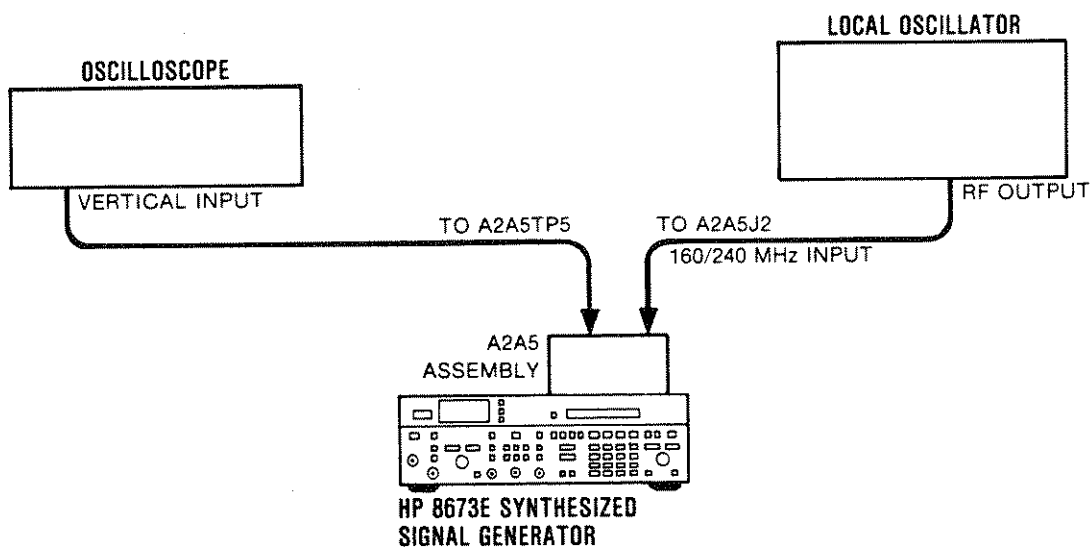 LOCAL OSCILLATOR
OSCILLOSCOPE
VERTICAL INPUT
RF OUTPUT
TO A2A5TP5
TO A2A5J2
160/240 MHz INPUT
A2A5
ASSEMBLY
HP 8673E SYNTHESIZED
SIGNAL GENERATOR